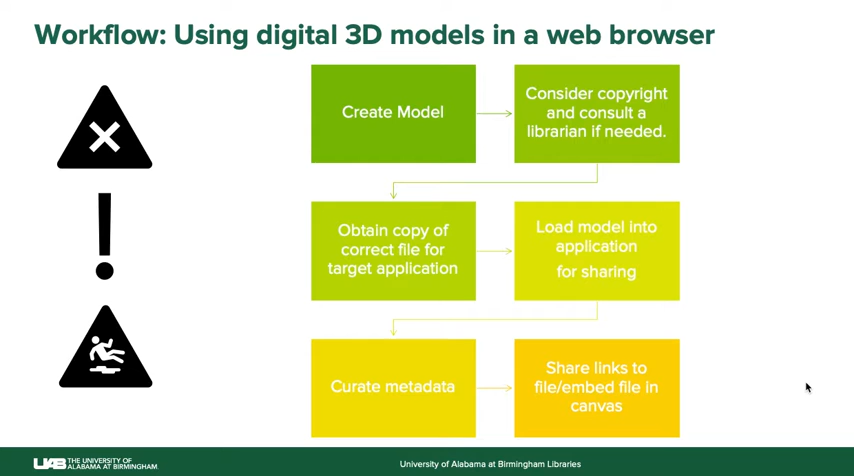 Workflow: Using digital 3D models in a web browser
Create Model
Consider copyright
and consult a
librarian if needed.
Obtain copy of
correct file for
target application
Load model into
application
for sharing
Curate metadata
Share links to
file/embed file in
canvas
UAB THE UNIVERSITY OF
ALABAMA AT BIRMINGHAM
University of Alabama at Birmingham Libraries